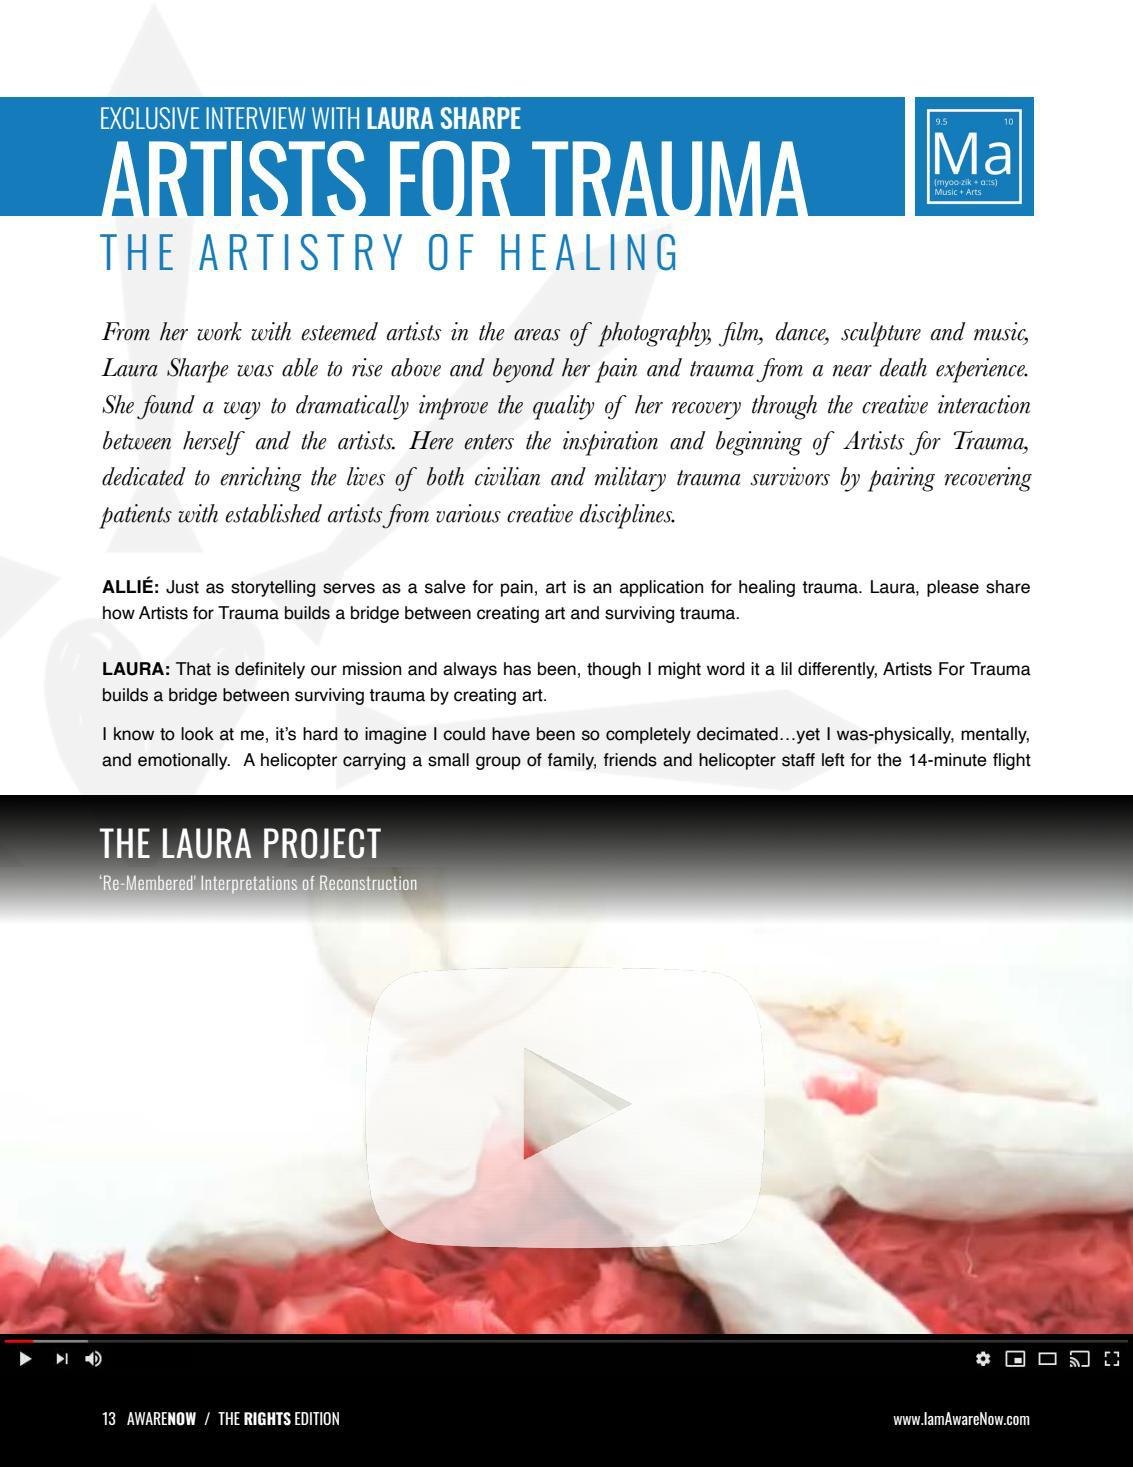 EXCLUSIVE INTERVIEW WITH LAURA SHARPE
ARTISTS FOR TRAUMA
THE ARTISTRY OF HEALING
9.5 10
Ma
(myoo-zik + ɑːts)
Music + Arts
From her work with esteemed artists in the areas of photography, film, dance, sculpture and music,
Laura Sharpe was able to rise above and beyond her pain and trauma from a near death experience.
She found a way to dramatically improve the quality of her recovery through the creative interaction
between herself and the artists. Here enters the inspiration and beginning of Artists for Trauma,
dedicated to enriching the lives of both civilian and military trauma survivors by pairing recovering
patients with established artists from various creative disciplines.
ALLIÉ: Just as storytelling serves as a salve for pain, art is an application for healing trauma. Laura, please share
how Artists for Trauma builds a bridge between creating art and surviving trauma.
LAURA: That is definitely our mission and always has been, though I might word it a lil differently, Artists For Trauma
builds a bridge between surviving trauma by creating art.
I know to look at me, it’s hard to imagine I could have been so completely decimated…yet I was-physically, mentally,
and emotionally.  A helicopter carrying a small group of family, friends and helicopter staff left for the 14-minute flight
THE LAURA PROJECT
‘Re-Membered’ Interpretations of Reconstruction
13 AWARENOW / THE RIGHTS EDITION
www.IamAwareNow.com